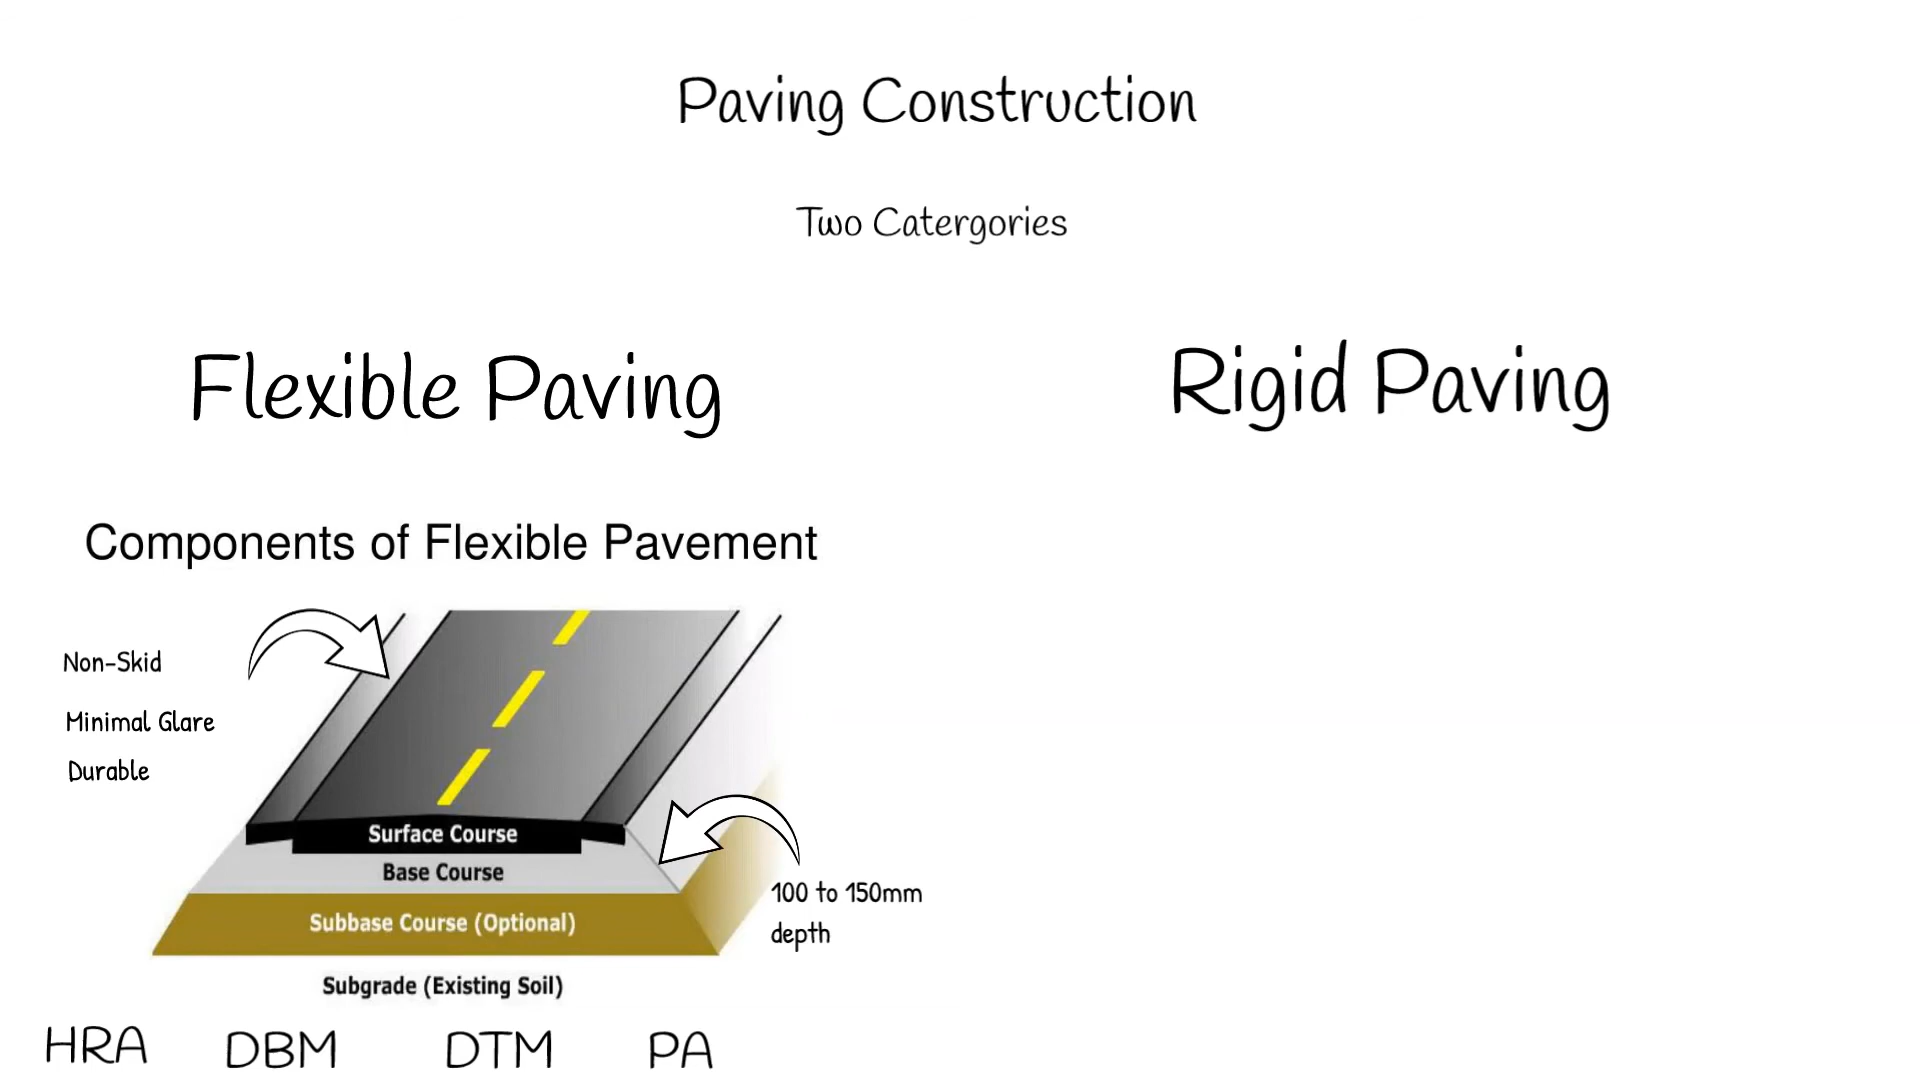 Paving Construction
Two Catergories
Flexible Paving
Rigid Paving
Components of Flexible Pavement
Non-Skid
Minimal Glare
Durable
Surface Course
Base Course
Subbase Course (Optional)
Subgrade (Existing Soil)
100 to 150mm
depth
HRA DBM DTM PA